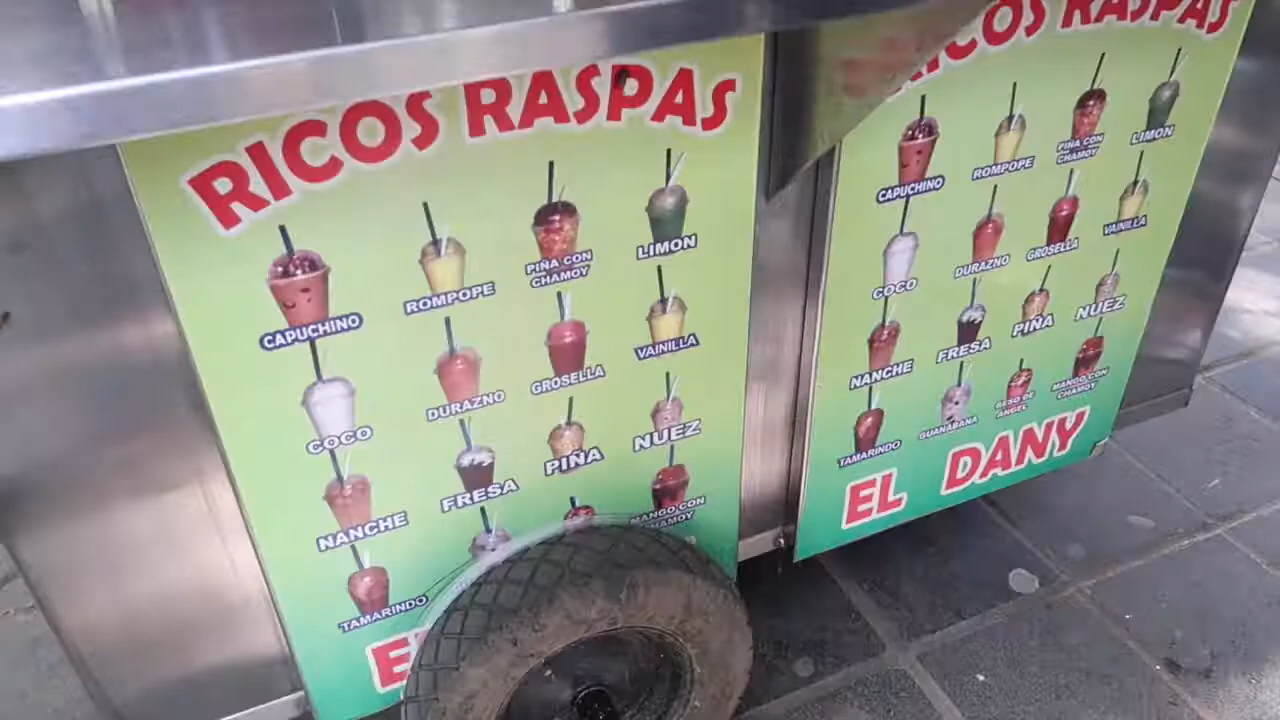 RICOS RASPAS
CAPUCHINO
ROMPOPE
PIÑA CON
CHAMOY
LIMON
COCO
DURAZNO
GROSELLA
VAINILLA
NANCHE
FRESA
PIÑA
NUEZ
TAMARINDO
MANGO CON
CHAMOY
RICOS RASPAS
CAPUCHINO
ROMPOPE
PIÑA CON
CHAMOY
LIMON
COCO
DURAZNO
GROSELLA
VAINILLA
NANCHE
FRESA
PIÑA
NUEZ
TAMARINDO
GUANABANA
BESO DE
ANGEL
MANGO CON
CHAMOY
EL DANY